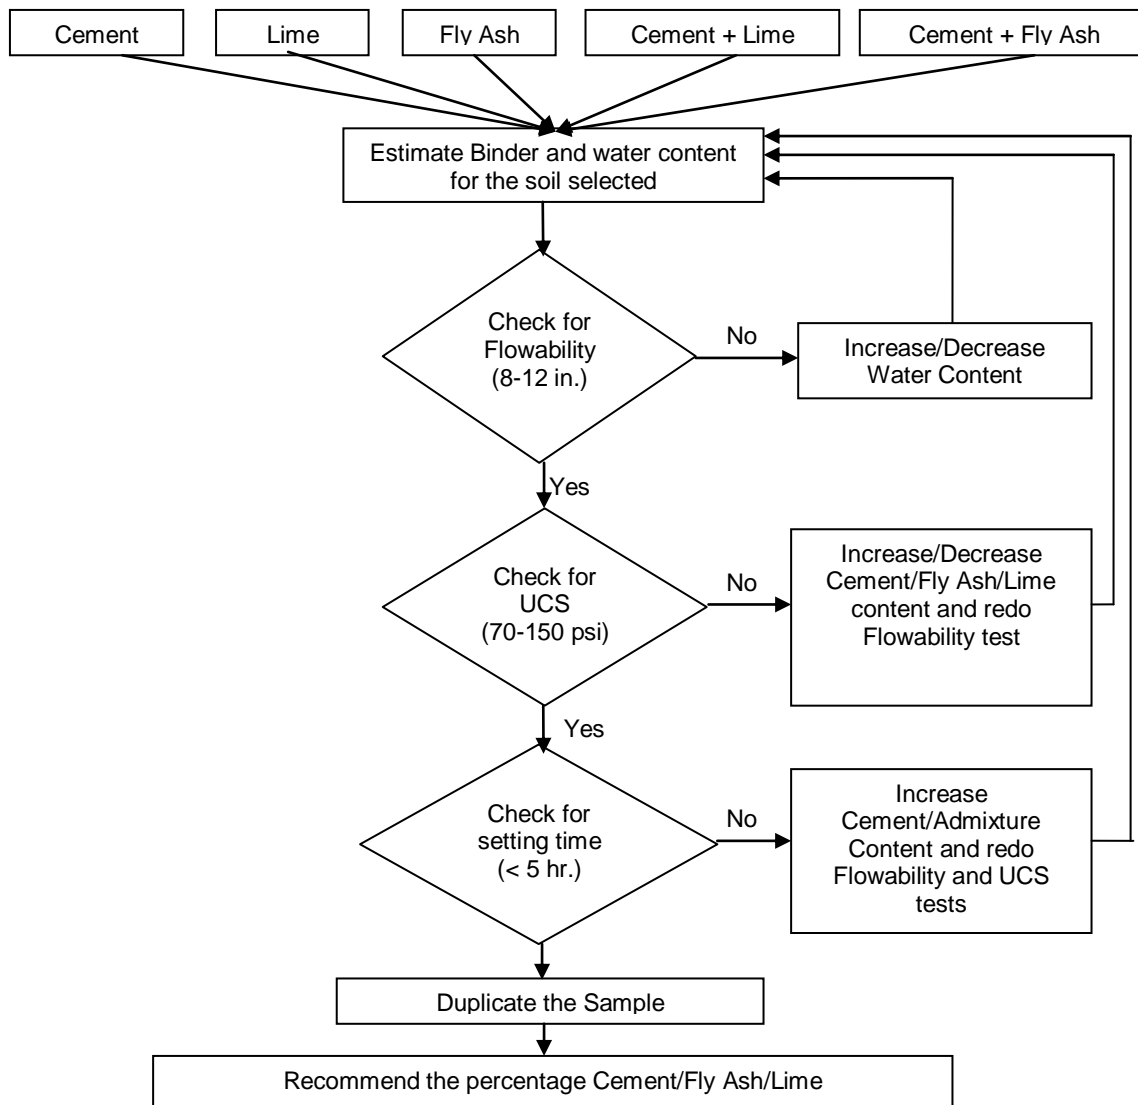 Cement
Lime
Fly Ash
Cement + Lime
Cement + Fly Ash
Estimate Binder and water content
for the soil selected
Check for
Flowability
(8-12 in.)
No
Increase/Decrease
Water Content
Yes
Check for
UCS
(70-150 psi)
No
Increase/Decrease
Cement/Fly Ash/Lime
content and redo
Flowability test
Yes
Check for
setting time
(< 5 hr.)
No
Increase
Cement/Admixture
Content and redo
Flowability and UCS
tests
Duplicate the Sample
Recommend the percentage Cement/Fly Ash/Lime